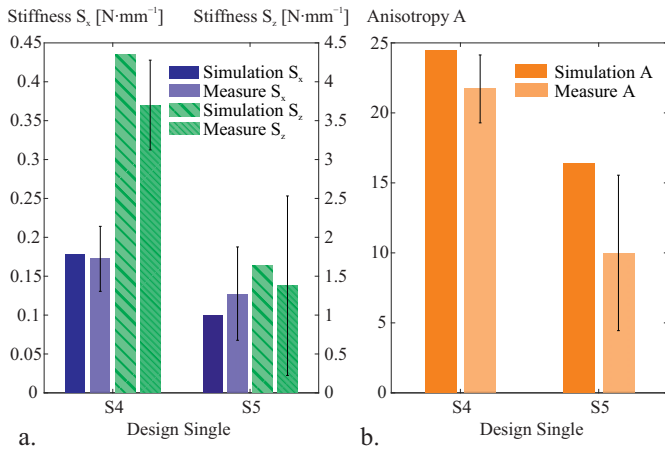 Stiffness Sₓ [N·mm⁻¹] Stiffness S_z [N·mm⁻¹] Anisotropy A
0.45 4.5 25
0.4 4
0.35 3.5
0.3 3
0.25 2.5
0.2 2
0.15 1.5
0.1 1
0.05 0.5
0 0
20
15
10
5
0
Simulation Sₓ
Measure Sₓ
Simulation S_z
Measure S_z
Simulation A
Measure A
S4 S5 S4 S5
Design Single Design Single
a. b.